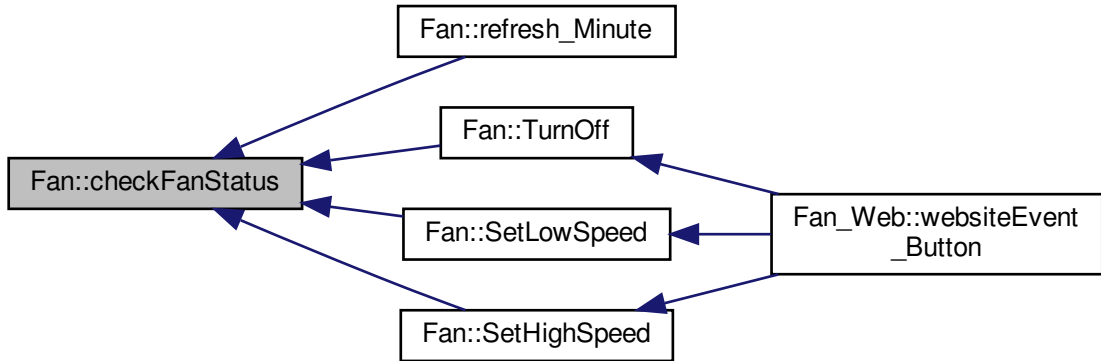 Fan::refresh_Minute
Fan::TurnOff
Fan::checkFanStatus
Fan::SetLowSpeed
Fan_Web::websiteEvent
_Button
Fan::SetHighSpeed